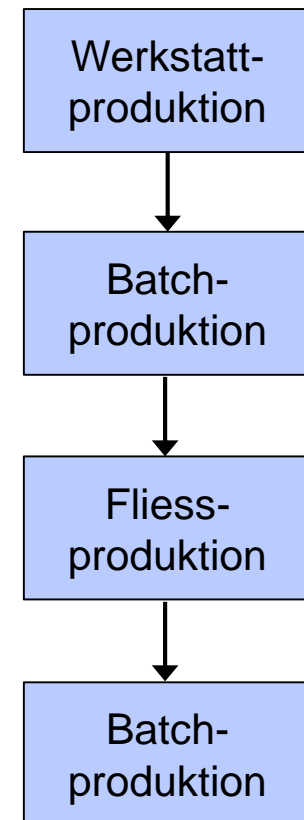 Werkstatt-
produktion
Batch-
produktion
Fliess-
produktion
Batch-
produktion